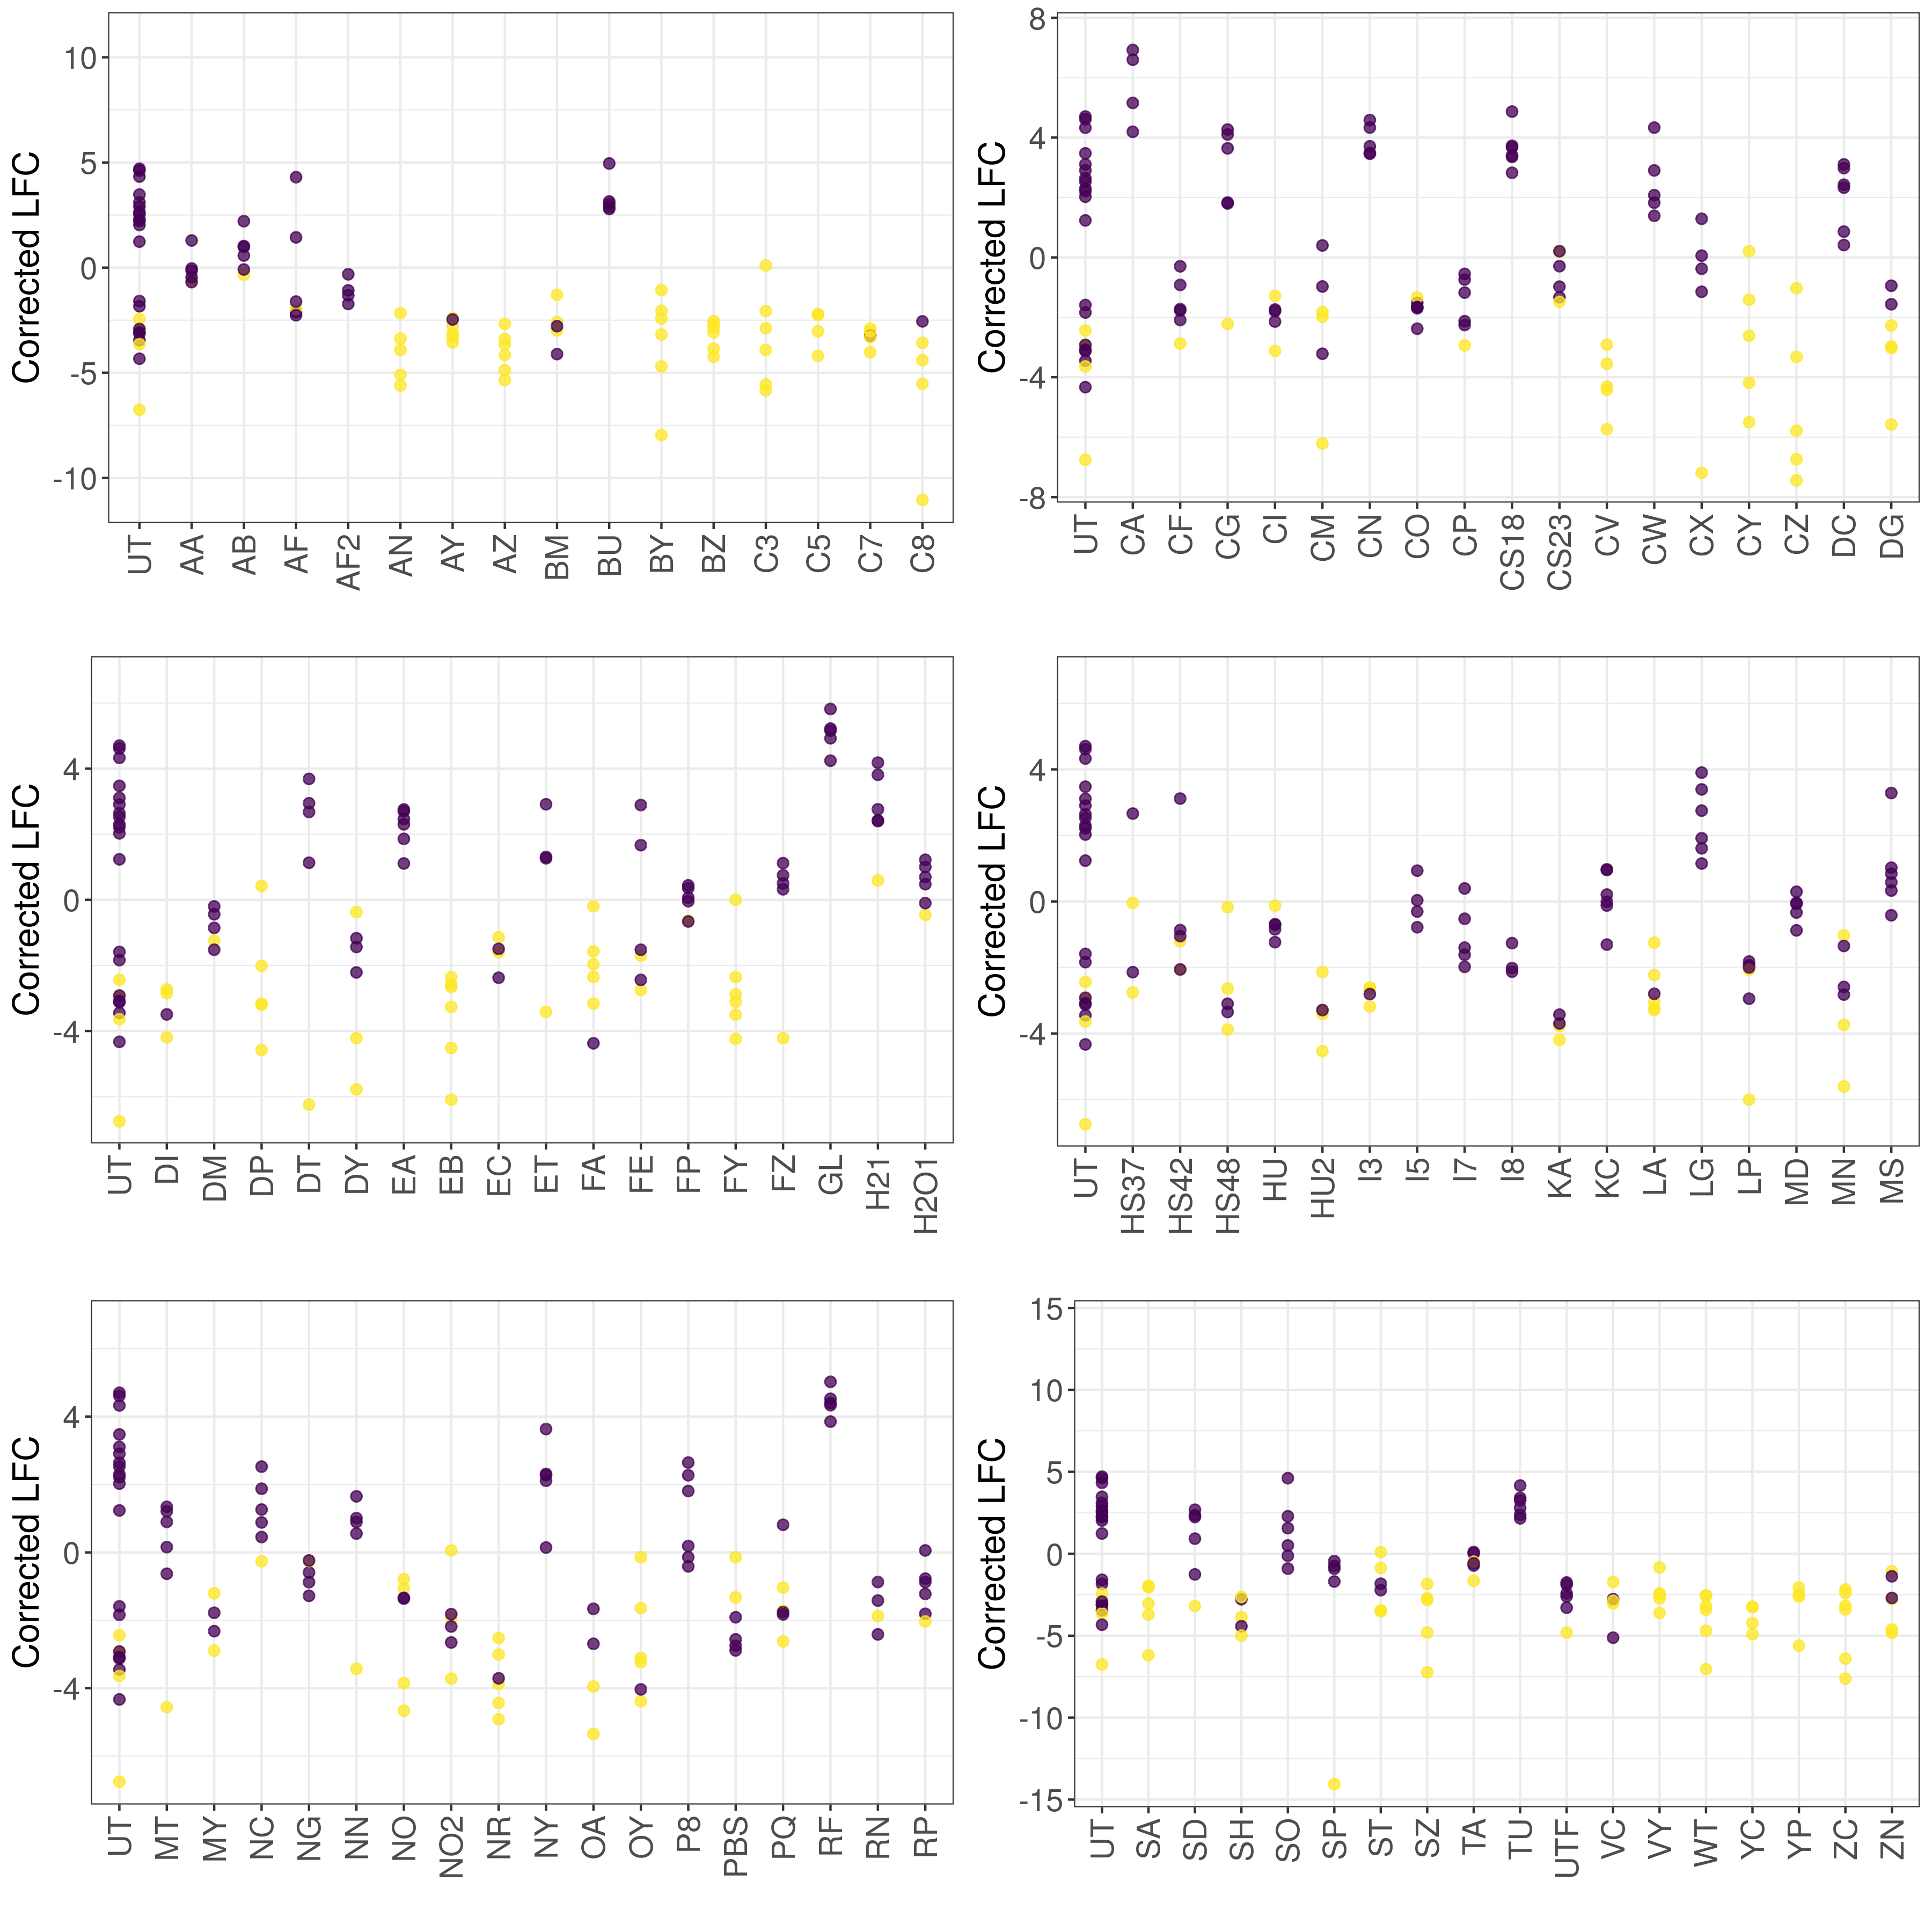 Corrected LFC
10
5
0
-5
-10
UT AA AB AF AF2 AN AY AZ BM BU BY BZ C3 C5 C7 C8
Corrected LFC
8
4
0
-4
-8
UT CA CF CG CI CM CN CO CP CS18 CS23 CV CW CX CY CZ DC DG
Corrected LFC
4
0
-4
UT DI DM DP DT DY EA EB EC ET FA FE FP FY FZ GL H21 H2O1
Corrected LFC
4
0
-4
UT HS37 HS42 HS48 HU HU2 I3 I5 I7 I8 KA KC LA LG LP MD MN MS
Corrected LFC
4
0
-4
UT MT MY NC NG NN NO NO2 NR NY OA OY P8 PBS PQ RF RN RP
Corrected LFC
15
10
5
0
-5
-10
-15
UT SA SD SH SO SP ST SZ TA TU UTF VC VY WT YC YP ZC ZN